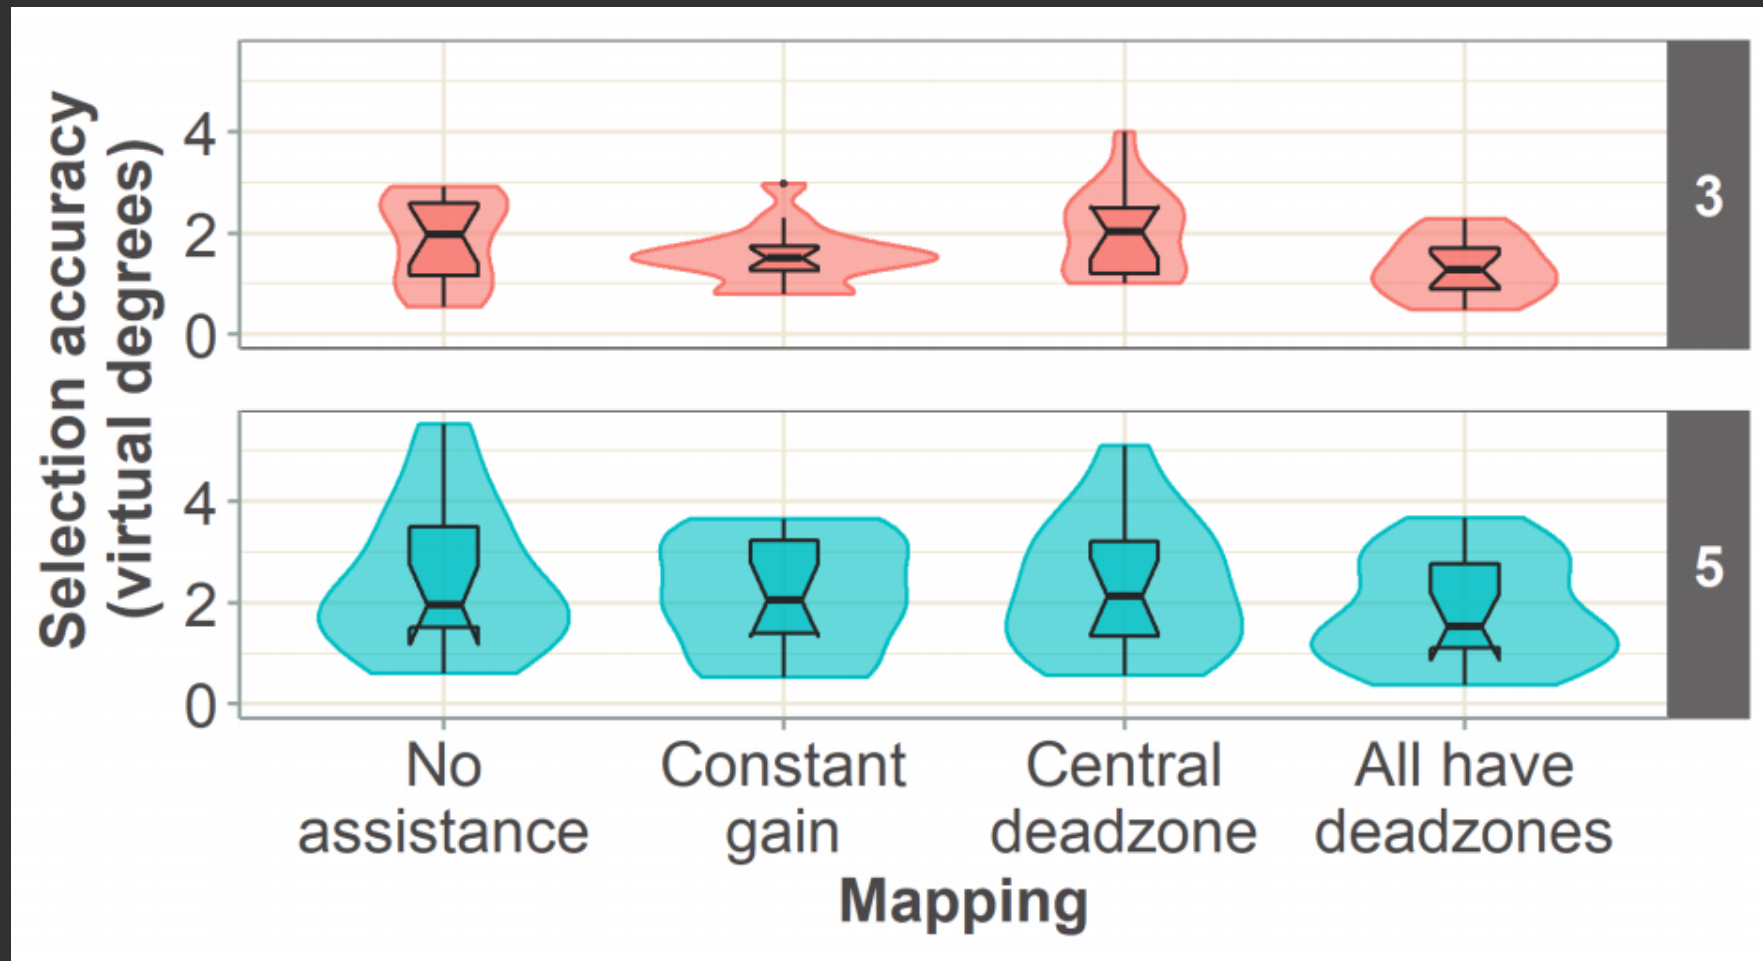 Selection accuracy
(virtual degrees)
4
2
0
3
4
2
0
5
No
assistance
Constant
gain
Central
deadzone
All have
deadzones
Mapping